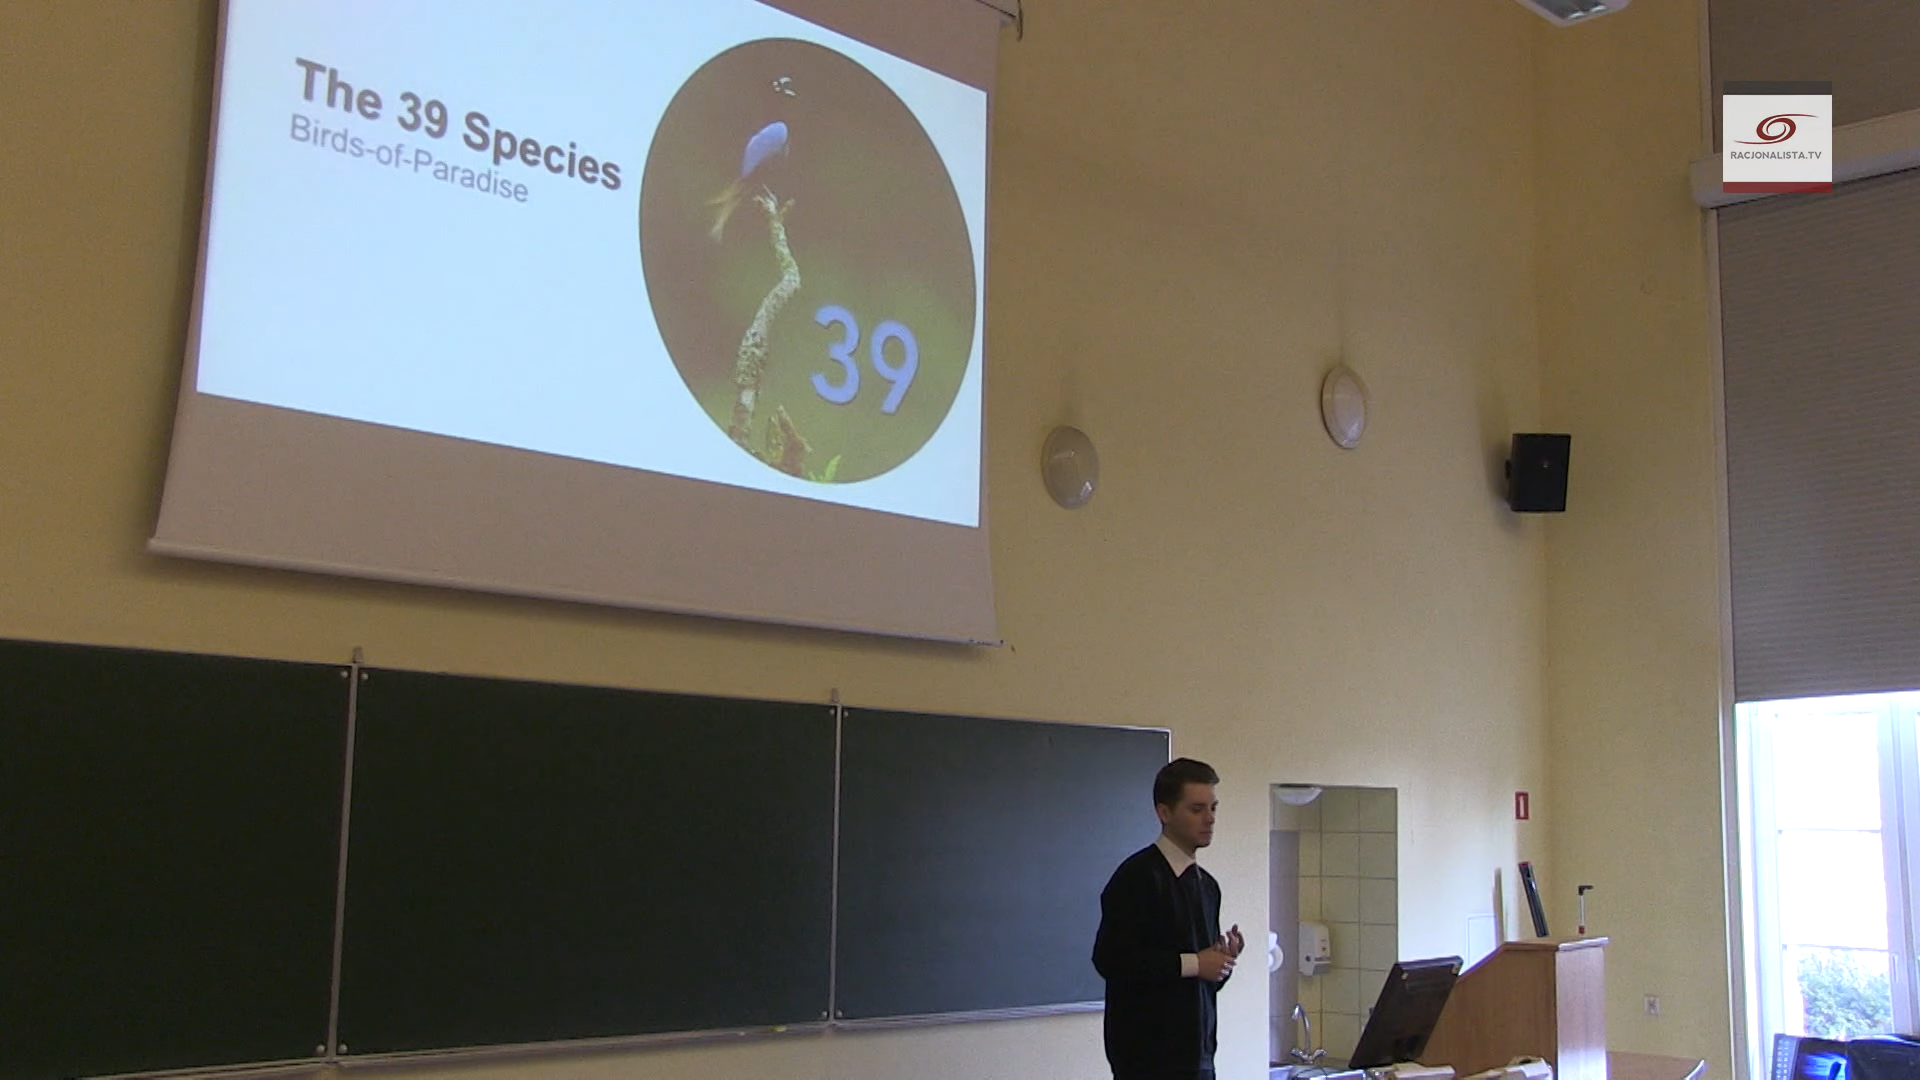 The 39 Species
Birds-of-Paradise
39
RACJONALISTA.TV